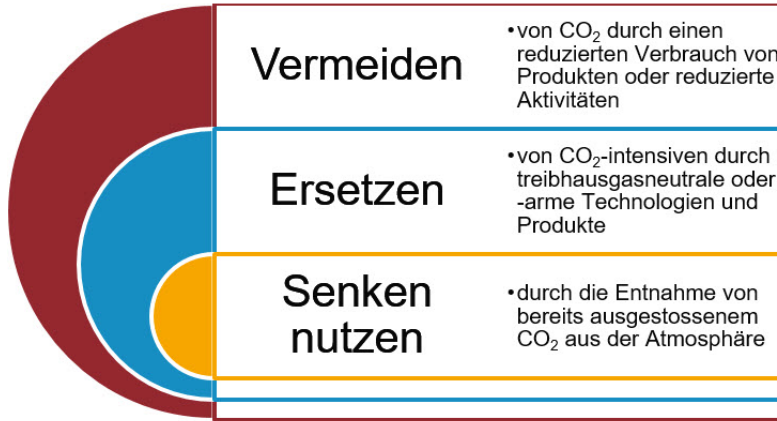 Vermeiden
•von CO₂ durch einen
reduzierten Verbrauch von
Produkten oder reduzierte
Aktivitäten
Ersetzen
•von CO₂-intensiven durch
treibhausgasneutrale oder
-arme Technologien und
Produkte
Senken
nutzen
•durch die Entnahme von
bereits ausgestossenem
CO₂ aus der Atmosphäre